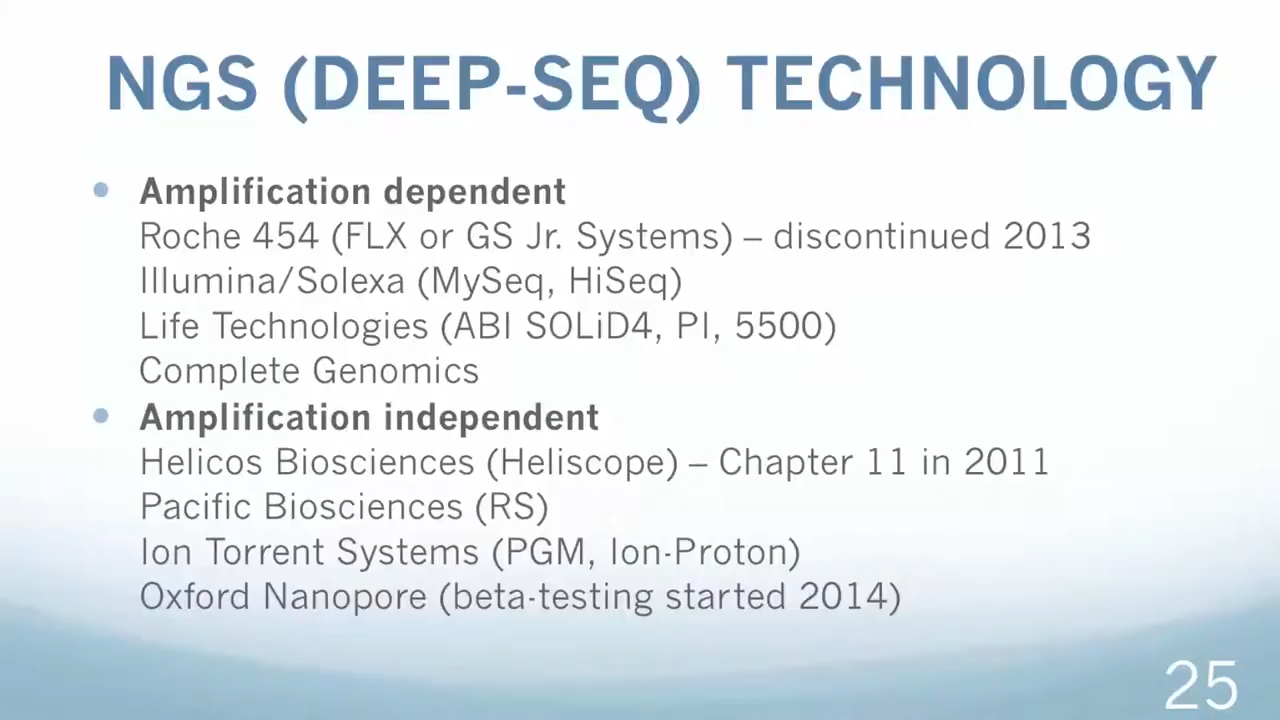 NGS (DEEP-SEQ) TECHNOLOGY
• Amplification dependent
Roche 454 (FLX or GS Jr. Systems) – discontinued 2013
Illumina/Solexa (MySeq, HiSeq)
Life Technologies (ABI SOLiD4, PI, 5500)
Complete Genomics
• Amplification independent
Helicos Biosciences (Heliscope) – Chapter 11 in 2011
Pacific Biosciences (RS)
Ion Torrent Systems (PGM, Ion-Proton)
Oxford Nanopore (beta-testing started 2014)
25